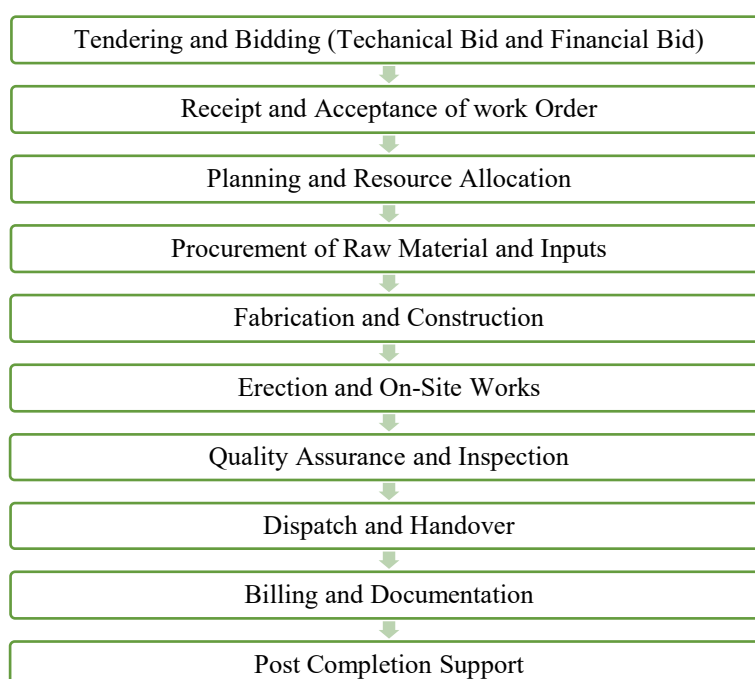 Tendering and Bidding (Techanical Bid and Financial Bid)
Receipt and Acceptance of work Order
Planning and Resource Allocation
Procurement of Raw Material and Inputs
Fabrication and Construction
Erection and On-Site Works
Quality Assurance and Inspection
Dispatch and Handover
Billing and Documentation
Post Completion Support